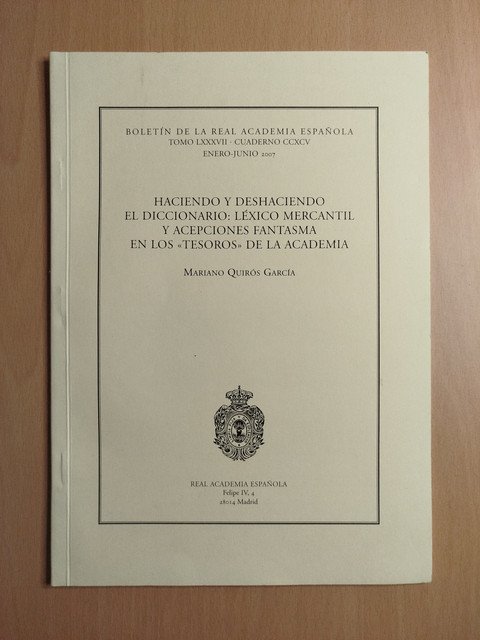 BOLETÍN DE LA REAL ACADEMIA ESPAÑOLA
TOMO LXXXVII · CUADERNO CCXCV
ENERO-JUNIO 2007
HACIENDO Y DESHACIENDO
EL DICCIONARIO: LÉXICO MERCANTIL
Y ACEPCIONES FANTASMA
EN LOS «TESOROS» DE LA ACADEMIA
MARIANO QUIRÓS GARCÍA
REAL ACADEMIA ESPAÑOLA
Felipe IV, 4
28014 Madrid